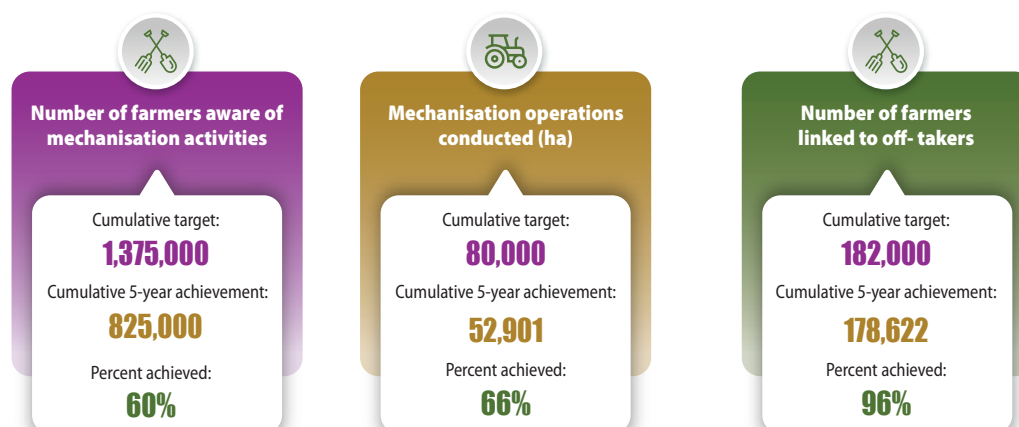 Number of farmers aware of
mechanisation activities
Cumulative target:
1,375,000
Cumulative 5-year achievement:
825,000
Percent achieved:
60%
Mechanisation operations
conducted (ha)
Cumulative target:
80,000
Cumulative 5-year achievement:
52,901
Percent achieved:
66%
Number of farmers
linked to off- takers
Cumulative target:
182,000
Cumulative 5-year achievement:
178,622
Percent achieved:
96%